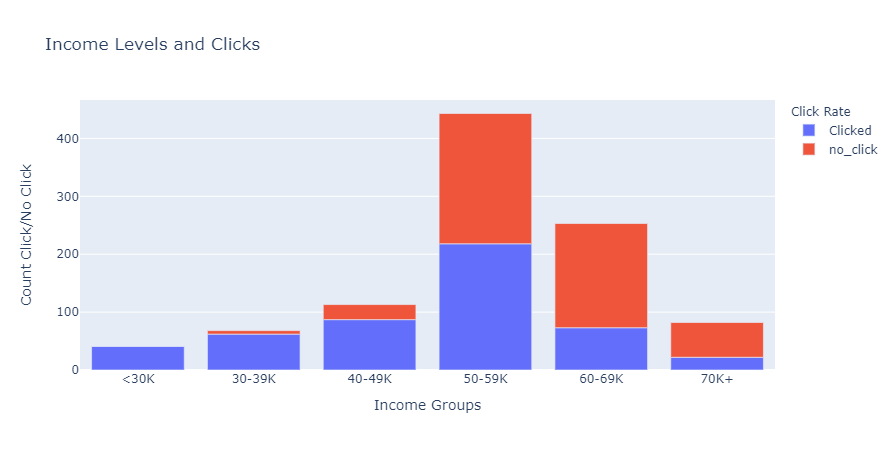 Income Levels and Clicks
Click Rate
Clicked
no_click
Count Click/No Click
400
300
200
100
0
<30K
30-39K
40-49K
50-59K
60-69K
70K+
Income Groups